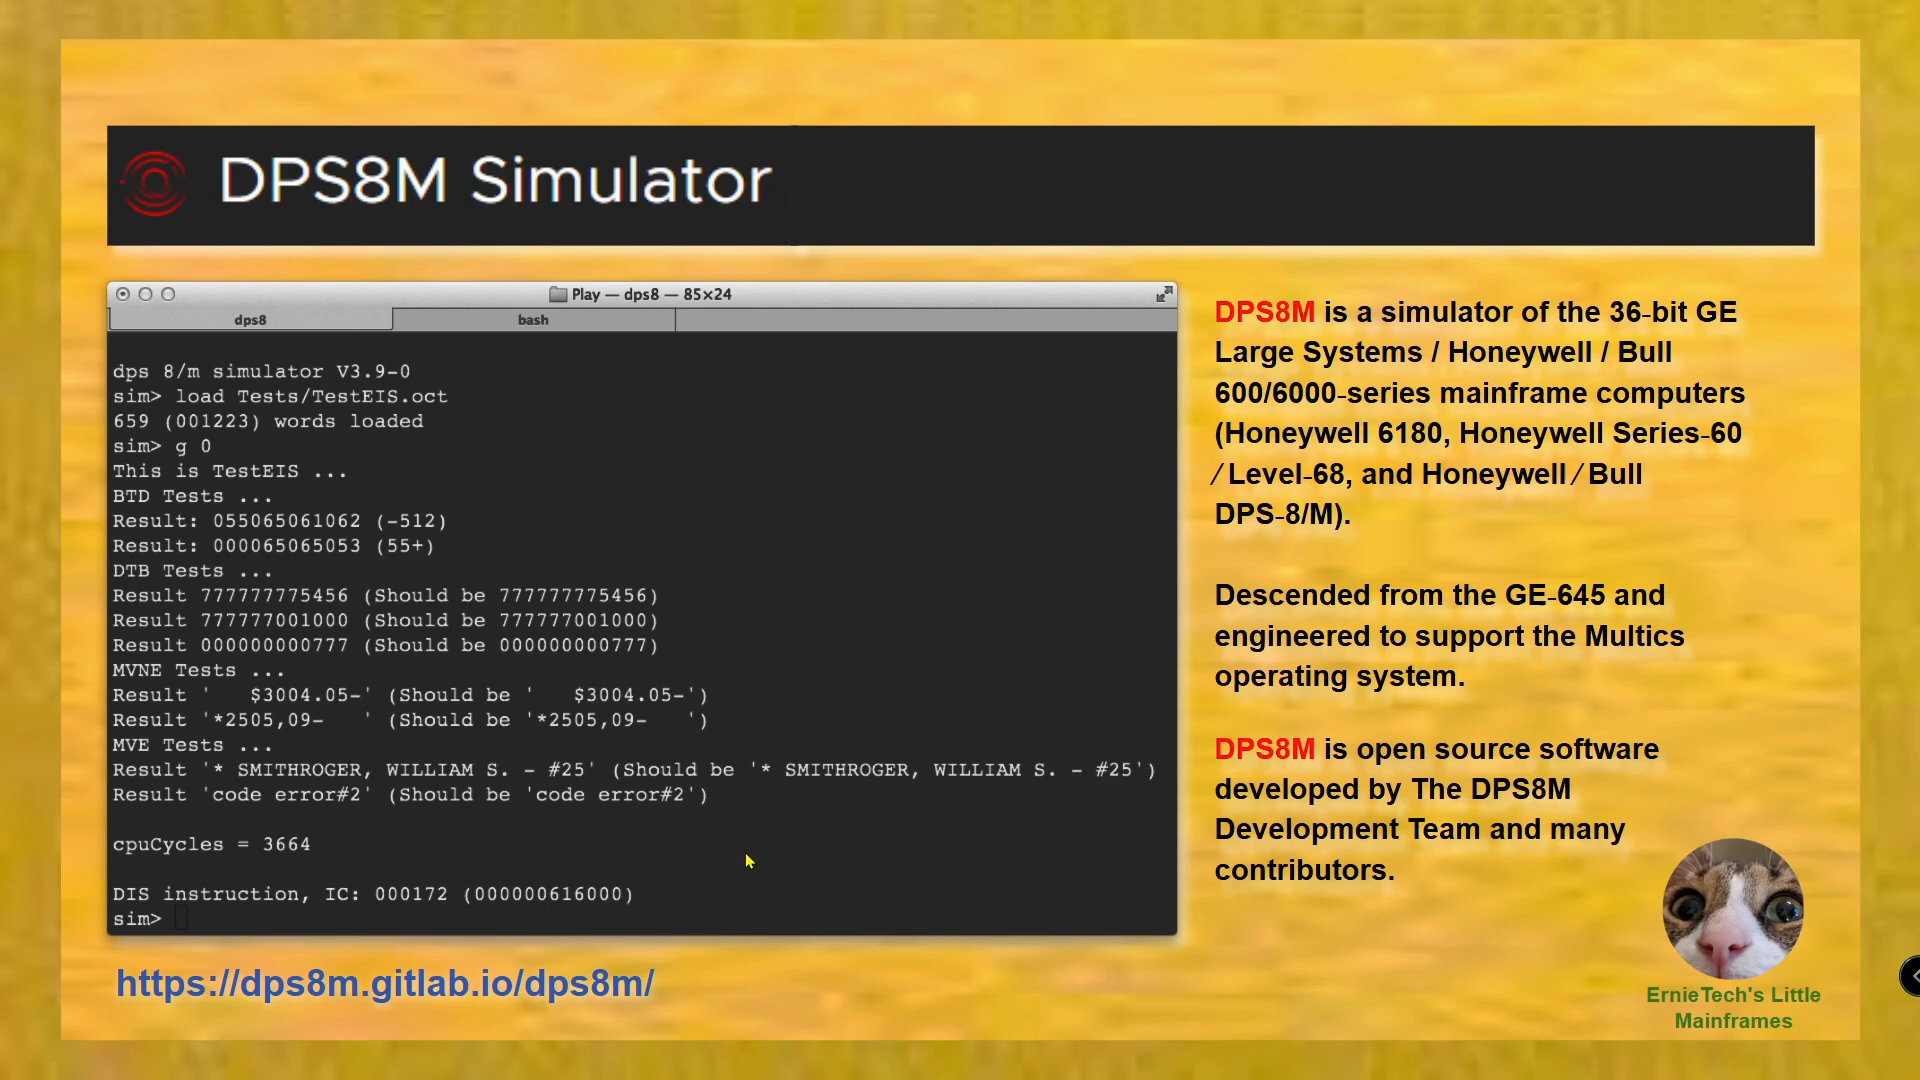 DPS8M Simulator
Play — dps8 — 85×24
dps8
bash
dps 8/m simulator V3.9-0
sim> load Tests/TestEIS.oct
659 (001223) words loaded
sim> g 0
This is TestEIS ...
BTD Tests ...
Result: 055065061062 (-512)
Result: 000065065053 (55+)
DTB Tests ...
Result 777777775456 (Should be 777777775456)
Result 777777001000 (Should be 777777001000)
Result 000000000777 (Should be 000000000777)
MVNE Tests ...
Result '   $3004.05-' (Should be '   $3004.05-')
Result '*2505,09-   ' (Should be '*2505,09-   ')
MVE Tests ...
Result '* SMITHROGER, WILLIAM S. - #25' (Should be '* SMITHROGER, WILLIAM S. - #25')
Result 'code error#2' (Should be 'code error#2')
cpuCycles = 3664
DIS instruction, IC: 000172 (000000616000)
sim>
DPS8M is a simulator of the 36-bit GE
Large Systems / Honeywell / Bull
600/6000-series mainframe computers
(Honeywell 6180, Honeywell Series-60
/ Level-68, and Honeywell / Bull
DPS-8/M).
Descended from the GE-645 and
engineered to support the Multics
operating system.
DPS8M is open source software
developed by The DPS8M
Development Team and many
contributors.
https://dps8m.gitlab.io/dps8m/
ErnieTech's Little
Mainframes